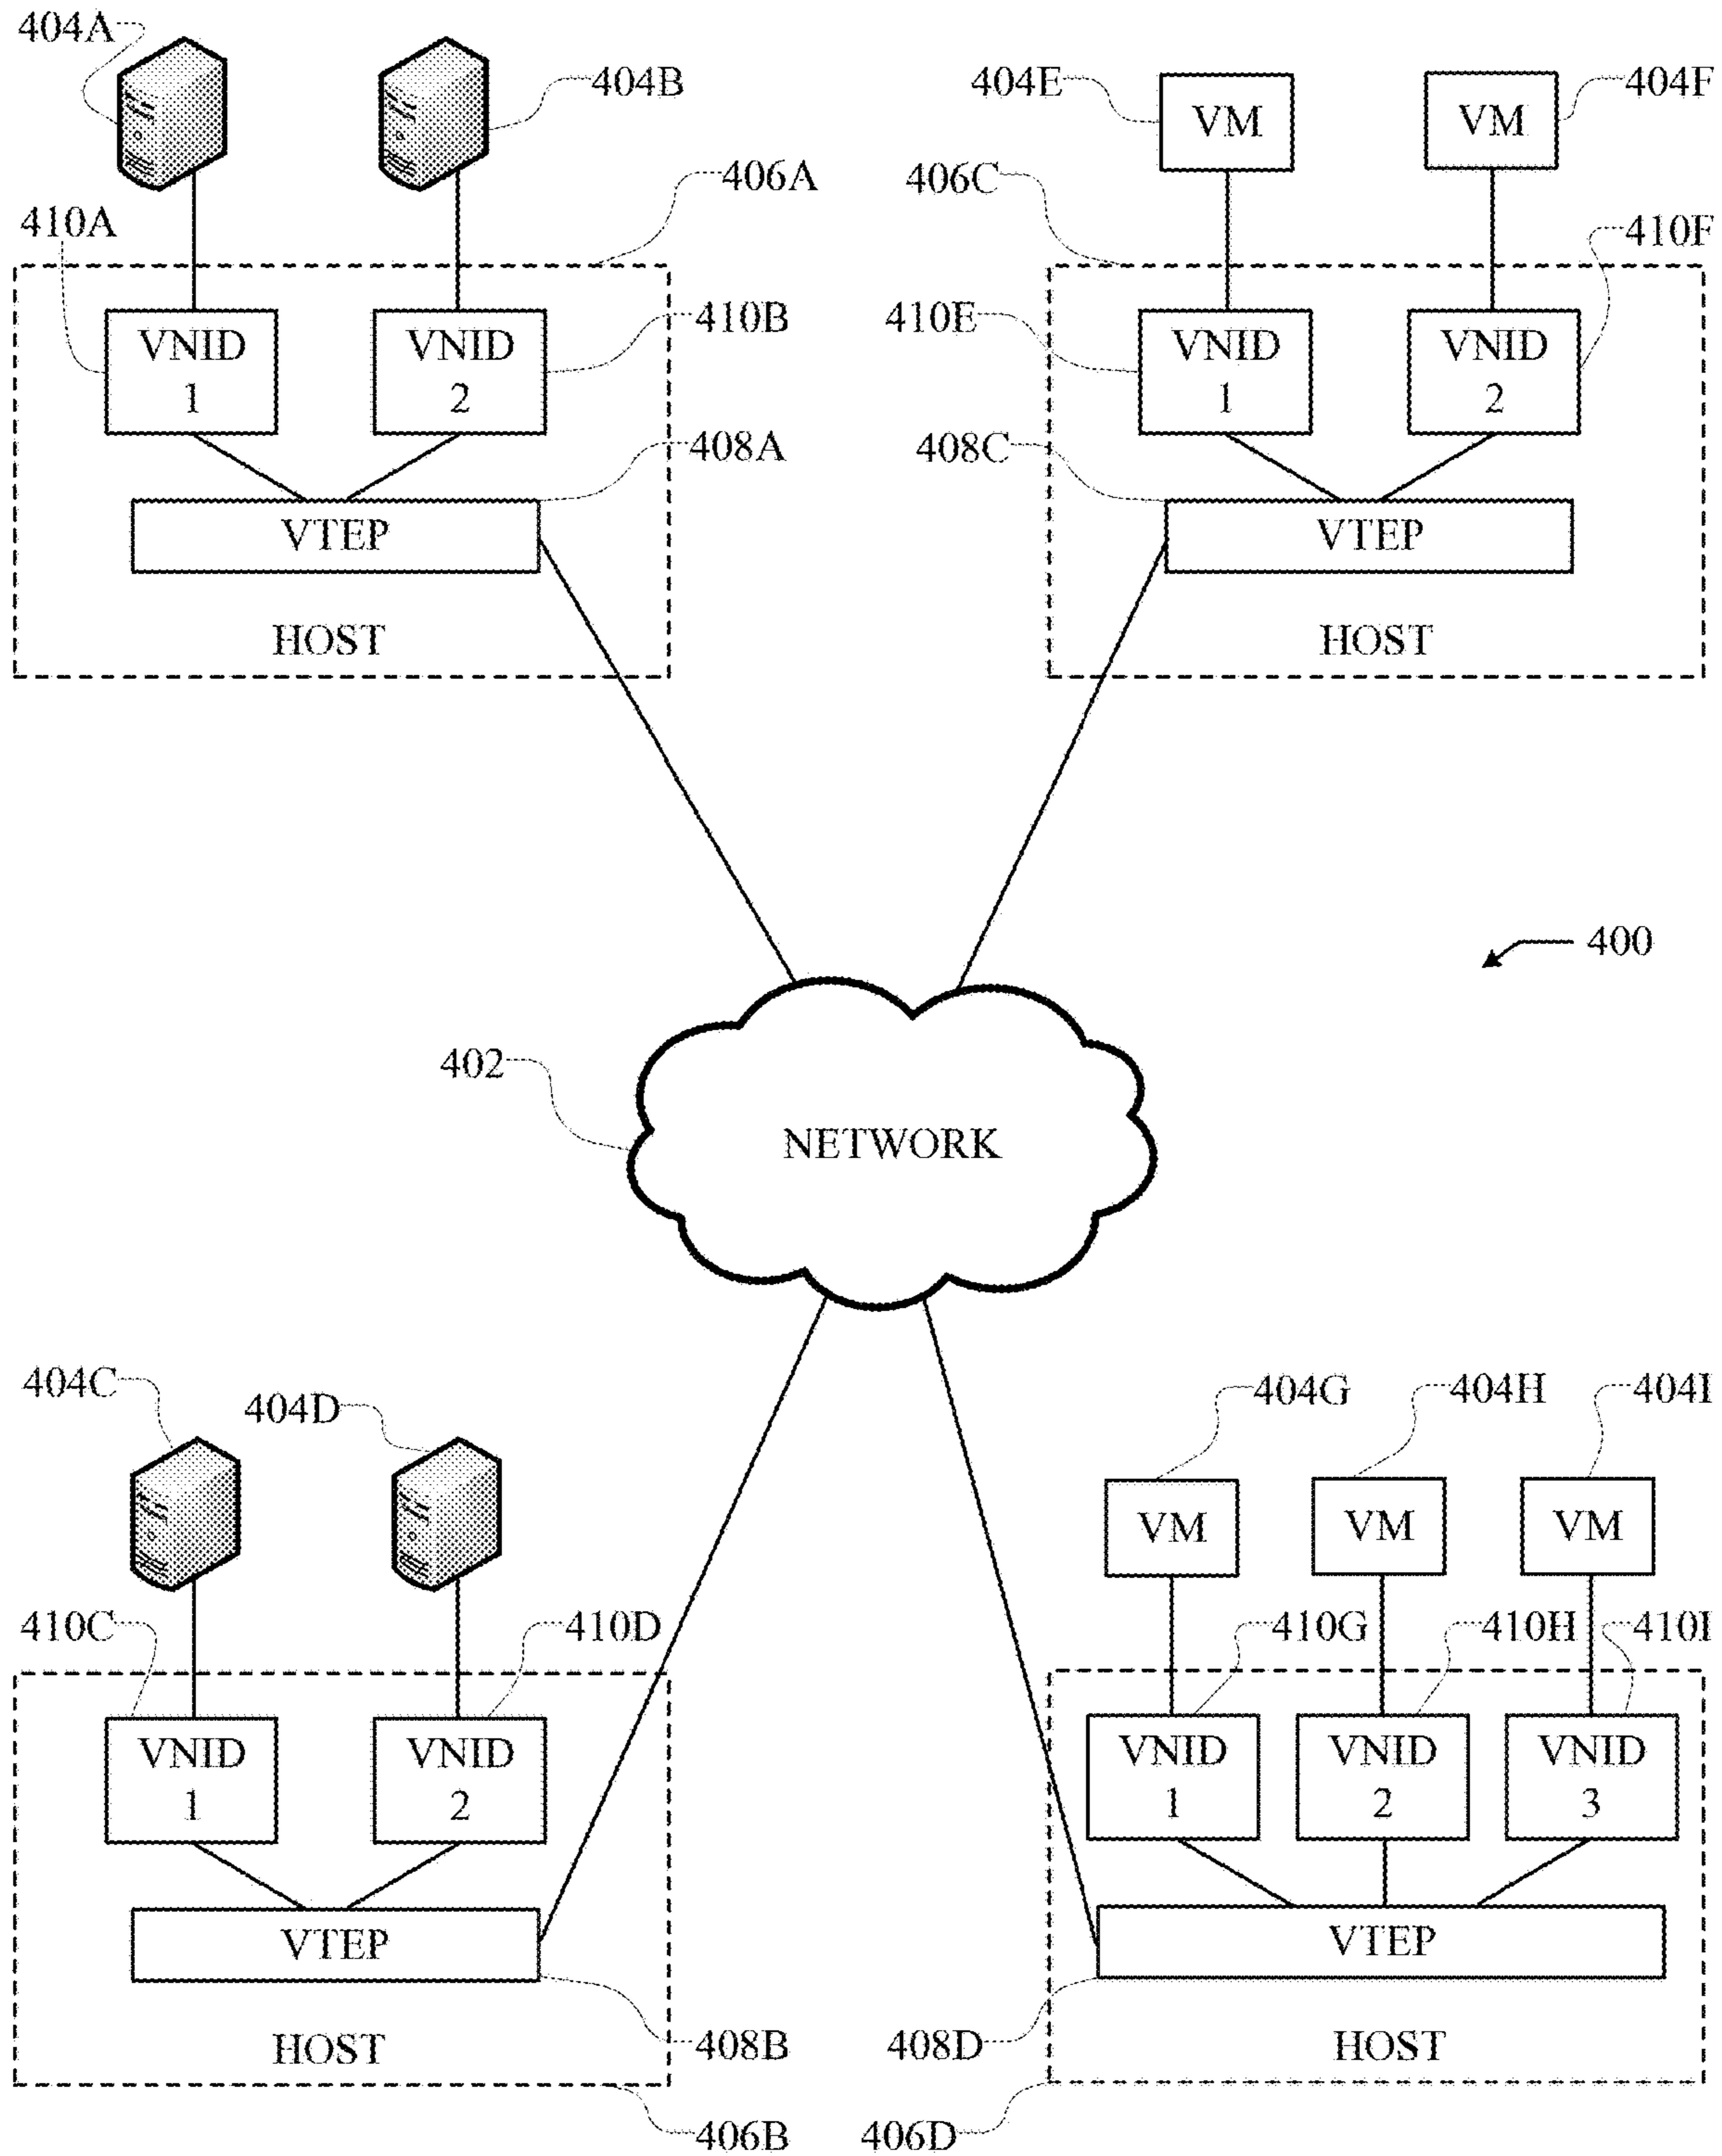 404A
404B
404E
VM
VM
404F
410A
406A
406C
410F
VNID
1
VNID
2
410B
410E
VNID
1
VNID
2
408A
408C
VTEP
VTEP
HOST
HOST
400
402
NETWORK
404C
404D
404G
404H
404I
VM
VM
VM
410C
410D
410G
410H
410I
VNID
1
VNID
2
VNID
1
VNID
2
VNID
3
VTEP
VTEP
HOST
408B
408D
HOST
406B
406D